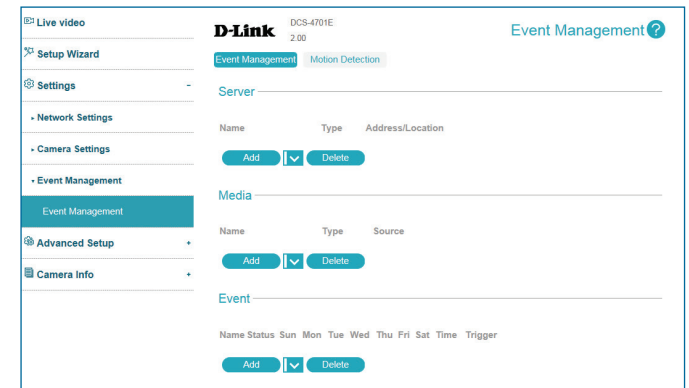 Live video
Setup Wizard
Settings -
Network Settings
Camera Settings
Event Management
Event Management
Advanced Setup +
Camera Info +
D-Link DCS-4701E
2.00
Event Management ?
Event Management Motion Detection
Server
Name Type Address/Location
Add Delete
Media
Name Type Source
Add Delete
Event
Name Status Sun Mon Tue Wed Thu Fri Sat Time Trigger
Add Delete